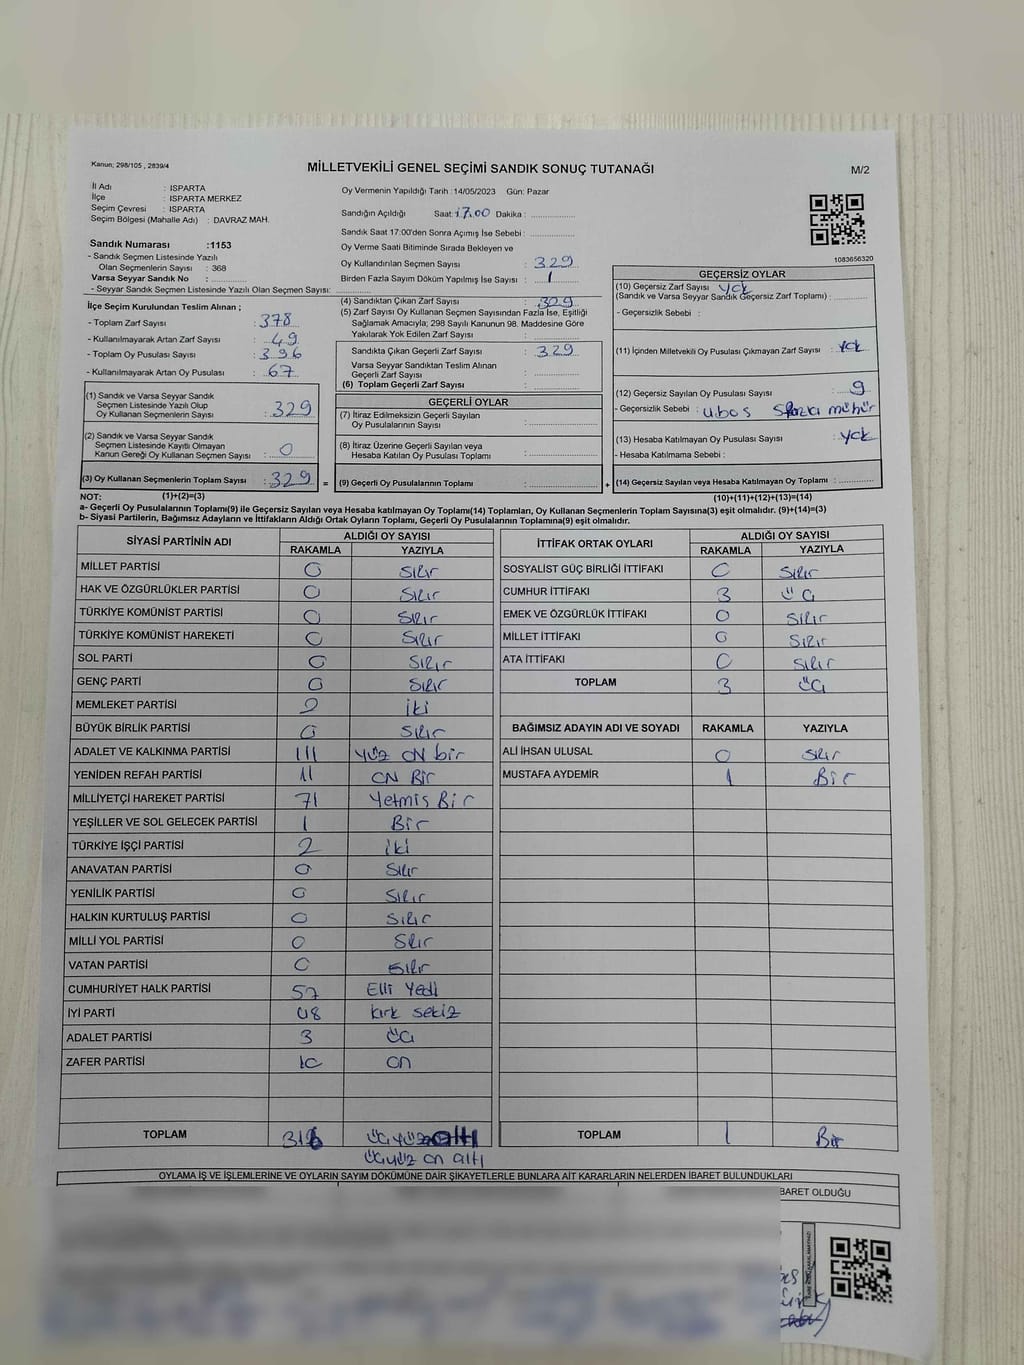 Kanun; 298/105 , 2839/4
MİLLETVEKİLİ GENEL SEÇİMİ SANDIK SONUÇ TUTANAĞI
M/2
İl Adı : ISPARTA
İlçe : ISPARTA MERKEZ
Seçim Çevresi : ISPARTA
Seçim Bölgesi (Mahalle Adı) : DAVRAZ MAH.
Sandık Numarası :1153
- Sandık Seçmen Listesinde Yazılı
Olan Seçmenlerin Sayısı : 368
Varsa Seyyar Sandık No :
- Seyyar Sandık Seçmen Listesinde Yazılı Olan Seçmen Sayısı:
Oy Vermenin Yapıldığı Tarih :14/05/2023 Gün: Pazar
Sandığın Açıldığı Saat: 17.00 Dakika :
Sandık Saat 17:00'den Sonra Açımış İse Sebebi :
Oy Verme Saati Bitiminde Sırada Bekleyen ve
Oy Kullandırılan Seçmen Sayısı : 329
Birden Fazla Sayım Döküm Yapılmış İse Sayısı : 1
1083656320
İlçe Seçim Kurulundan Teslim Alınan ;
- Toplam Zarf Sayısı : 378
- Kullanılmayarak Artan Zarf Sayısı : 49
- Toplam Oy Pusulası Sayısı : 396
- Kullanılmayarak Artan Oy Pusulası : 67
(1) Sandık ve Varsa Seyyar Sandık
Seçmen Listesinde Yazılı Olup
Oy Kullanan Seçmenlerin Sayısı : 329
(2) Sandık ve Varsa Seyyar Sandık
Seçmen Listesinde Kayıtlı Olmayan
Kanun Gereği Oy Kullanan Seçmen Sayısı : 0
(3) Oy Kullanan Seçmenlerin Toplam Sayısı : 329 =
(4) Sandıktan Çıkan Zarf Sayısı : 329
(5) Zarf Sayısı Oy Kullanan Seçmen Sayısından Fazla İse, Eşitliği
Sağlamak Amacıyla; 298 Sayılı Kanunun 98. Maddesine Göre
Yakılarak Yok Edilen Zarf Sayısı :
Sandıkta Çıkan Geçerli Zarf Sayısı : 329
Varsa Seyyar Sandıktan Teslim Alınan
Geçerli Zarf Sayısı :
(6) Toplam Geçerli Zarf Sayısı :
GEÇERLİ OYLAR
(7) İtiraz Edilmeksizin Geçerli Sayılan
Oy Pusulalarının Sayısı :
(8) İtiraz Üzerine Geçerli Sayılan veya
Hesaba Katılan Oy Pusulası Toplamı :
(9) Geçerli Oy Pusulalarının Toplamı : +
GEÇERSİZ OYLAR
(10) Geçersiz Zarf Sayısı yok
(Sandık ve Varsa Seyyar Sandık Geçersiz Zarf Toplamı) :
- Geçersizlik Sebebi :
(11) İçinden Milletvekili Oy Pusulası Çıkmayan Zarf Sayısı : yok
(12) Geçersiz Sayılan Oy Pusulası Sayısı : 9
- Geçersizlik Sebebi : mühür
(13) Hesaba Katılmayan Oy Pusulası Sayısı : yok
- Hesaba Katılmama Sebebi :
(14) Geçersiz Sayılan veya Hesaba Katılmayan Oy Toplamı :
NOT: (1)+(2)=(3) (10)+(11)+(12)+(13)=(14)
a- Geçerli Oy Pusulalarının Toplamı(9) ile Geçersiz Sayılan veya Hesaba katılmayan Oy Toplamı(14) Toplamları, Oy Kullanan Seçmenlerin Toplam Sayısına(3) eşit olmalıdır. (9)+(14)=(3)
b- Siyasi Partilerin, Bağımsız Adayların ve İttifakların Aldığı Ortak Oyların Toplamı, Geçerli Oy Pusulalarının Toplamına(9) eşit olmalıdır.
SİYASİ PARTİNİN ADI ALDIĞI OY SAYISI
RAKAMLA YAZIYLA
MİLLET PARTİSİ 0 Sıfır
HAK VE ÖZGÜRLÜKLER PARTİSİ 0 Sıfır
TÜRKİYE KOMÜNİST PARTİSİ 0 Sıfır
TÜRKİYE KOMÜNİST HAREKETİ 0 Sıfır
SOL PARTİ 0 Sıfır
GENÇ PARTİ 0 Sıfır
MEMLEKET PARTİSİ 2 iki
BÜYÜK BİRLİK PARTİSİ 0 Sıfır
ADALET VE KALKINMA PARTİSİ 111 yüz on bir
YENİDEN REFAH PARTİSİ 11 On Bir
MİLLİYETÇİ HAREKET PARTİSİ 71 Yetmiş Bir
YEŞİLLER VE SOL GELECEK PARTİSİ 1 Bir
TÜRKİYE İŞÇİ PARTİSİ 2 iki
ANAVATAN PARTİSİ 0 Sıfır
YENİLİK PARTİSİ 0 Sıfır
HALKIN KURTULUŞ PARTİSİ 0 Sıfır
MİLLİ YOL PARTİSİ 0 Sıfır
VATAN PARTİSİ 0 Sıfır
CUMHURİYET HALK PARTİSİ 57 Elli Yedi
İYİ PARTİ 48 kırk sekiz
ADALET PARTİSİ 3 Üç
ZAFER PARTİSİ 10 On
TOPLAM 316 üçyüz altı
üçyüz on altı
İTTİFAK ORTAK OYLARI ALDIĞI OY SAYISI
RAKAMLA YAZIYLA
SOSYALİST GÜÇ BİRLİĞİ İTTİFAKI 0 Sıfır
CUMHUR İTTİFAKI 3 Üç
EMEK VE ÖZGÜRLÜK İTTİFAKI 0 Sıfır
MİLLET İTTİFAKI 0 Sıfır
ATA İTTİFAKI 0 Sıfır
TOPLAM 3 Üç
BAĞIMSIZ ADAYIN ADI VE SOYADI RAKAMLA YAZIYLA
ALİ İHSAN ULUSAL 0 Sıfır
MUSTAFA AYDEMİR 1 Bir
TOPLAM 1 Bir
OYLAMA İŞ VE İŞLEMLERİNE VE OYLARIN SAYIM DÖKÜMÜNE DAİR ŞİKAYETLERLE BUNLARA AİT KARARLARIN NELERDEN İBARET BULUNDUKLARI
BARET OLDUĞU